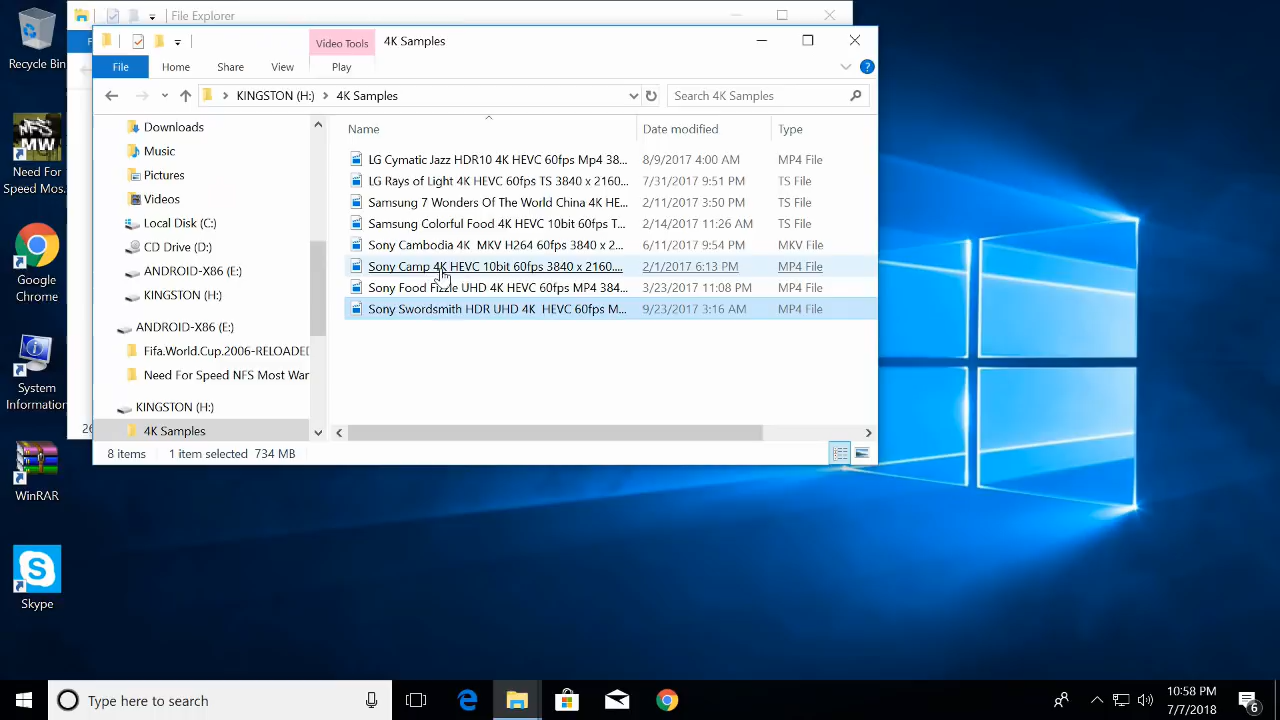 File Explorer
Video Tools
4K Samples
File
Home
Share
View
Play
KINGSTON (H:)
4K Samples
Search 4K Samples
Downloads
Music
Pictures
Videos
Local Disk (C:)
CD Drive (D:)
ANDROID-X86 (E:)
KINGSTON (H:)
ANDROID-X86 (E:)
Fifa.World.Cup.2006-RELOADED
Need For Speed NFS Most War
KINGSTON (H:)
4K Samples
Name
Date modified
Type
LG Cymatic Jazz HDR10 4K HEVC 60fps Mp4 38... 8/9/2017 4:00 AM MP4 File
LG Rays of Light 4K HEVC 60fps TS 3840 x 2160... 7/31/2017 9:51 PM TS File
Samsung 7 Wonders Of The World China 4K HE... 2/11/2017 3:50 PM TS File
Samsung Colorful Food 4K HEVC 10bit 60fps T... 2/14/2017 11:26 AM TS File
Sony Cambodia 4K  MKV H264 60fps 3840 x 2... 6/11/2017 9:54 PM MKV File
Sony Camp 4K HEVC 10bit 60fps 3840 x 2160.... 2/1/2017 6:13 PM MP4 File
Sony Food Fizzle UHD 4K HEVC 60fps MP4 384... 3/23/2017 11:08 PM MP4 File
Sony Swordsmith HDR UHD 4K  HEVC 60fps M... 9/23/2017 3:16 AM MP4 File
8 items
1 item selected 734 MB
Recycle Bin
NFS
MW
Need For
Speed Mos...
Google
Chrome
System
Information
WinRAR
Skype
Type here to search
10:58 PM
7/7/2018
6